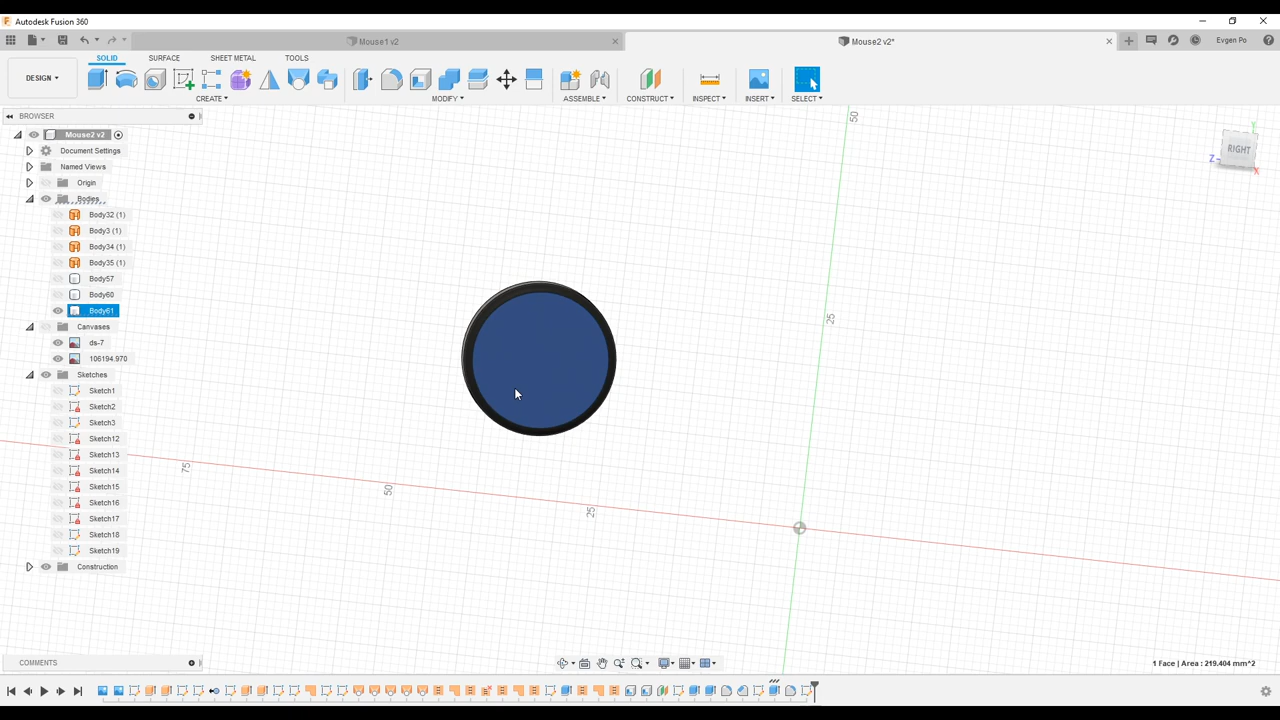 Autodesk Fusion 360
Mouse1 v2
Mouse2 v2*
Evgen Po
SOLID SURFACE SHEET METAL TOOLS
DESIGN
CREATE MODIFY ASSEMBLE CONSTRUCT INSPECT INSERT SELECT
BROWSER
Mouse2 v2
Document Settings
Named Views
Origin
Bodies
Body32 (1)
Body3 (1)
Body34 (1)
Body35 (1)
Body57
Body60
Body61
Canvases
ds-7
106194.970
Sketches
Sketch1
Sketch2
Sketch3
Sketch12
Sketch13
Sketch14
Sketch15
Sketch16
Sketch17
Sketch18
Sketch19
Construction
50
25
75
50
25
RIGHT
Z
Y
X
COMMENTS
1 Face | Area : 219.404 mm^2